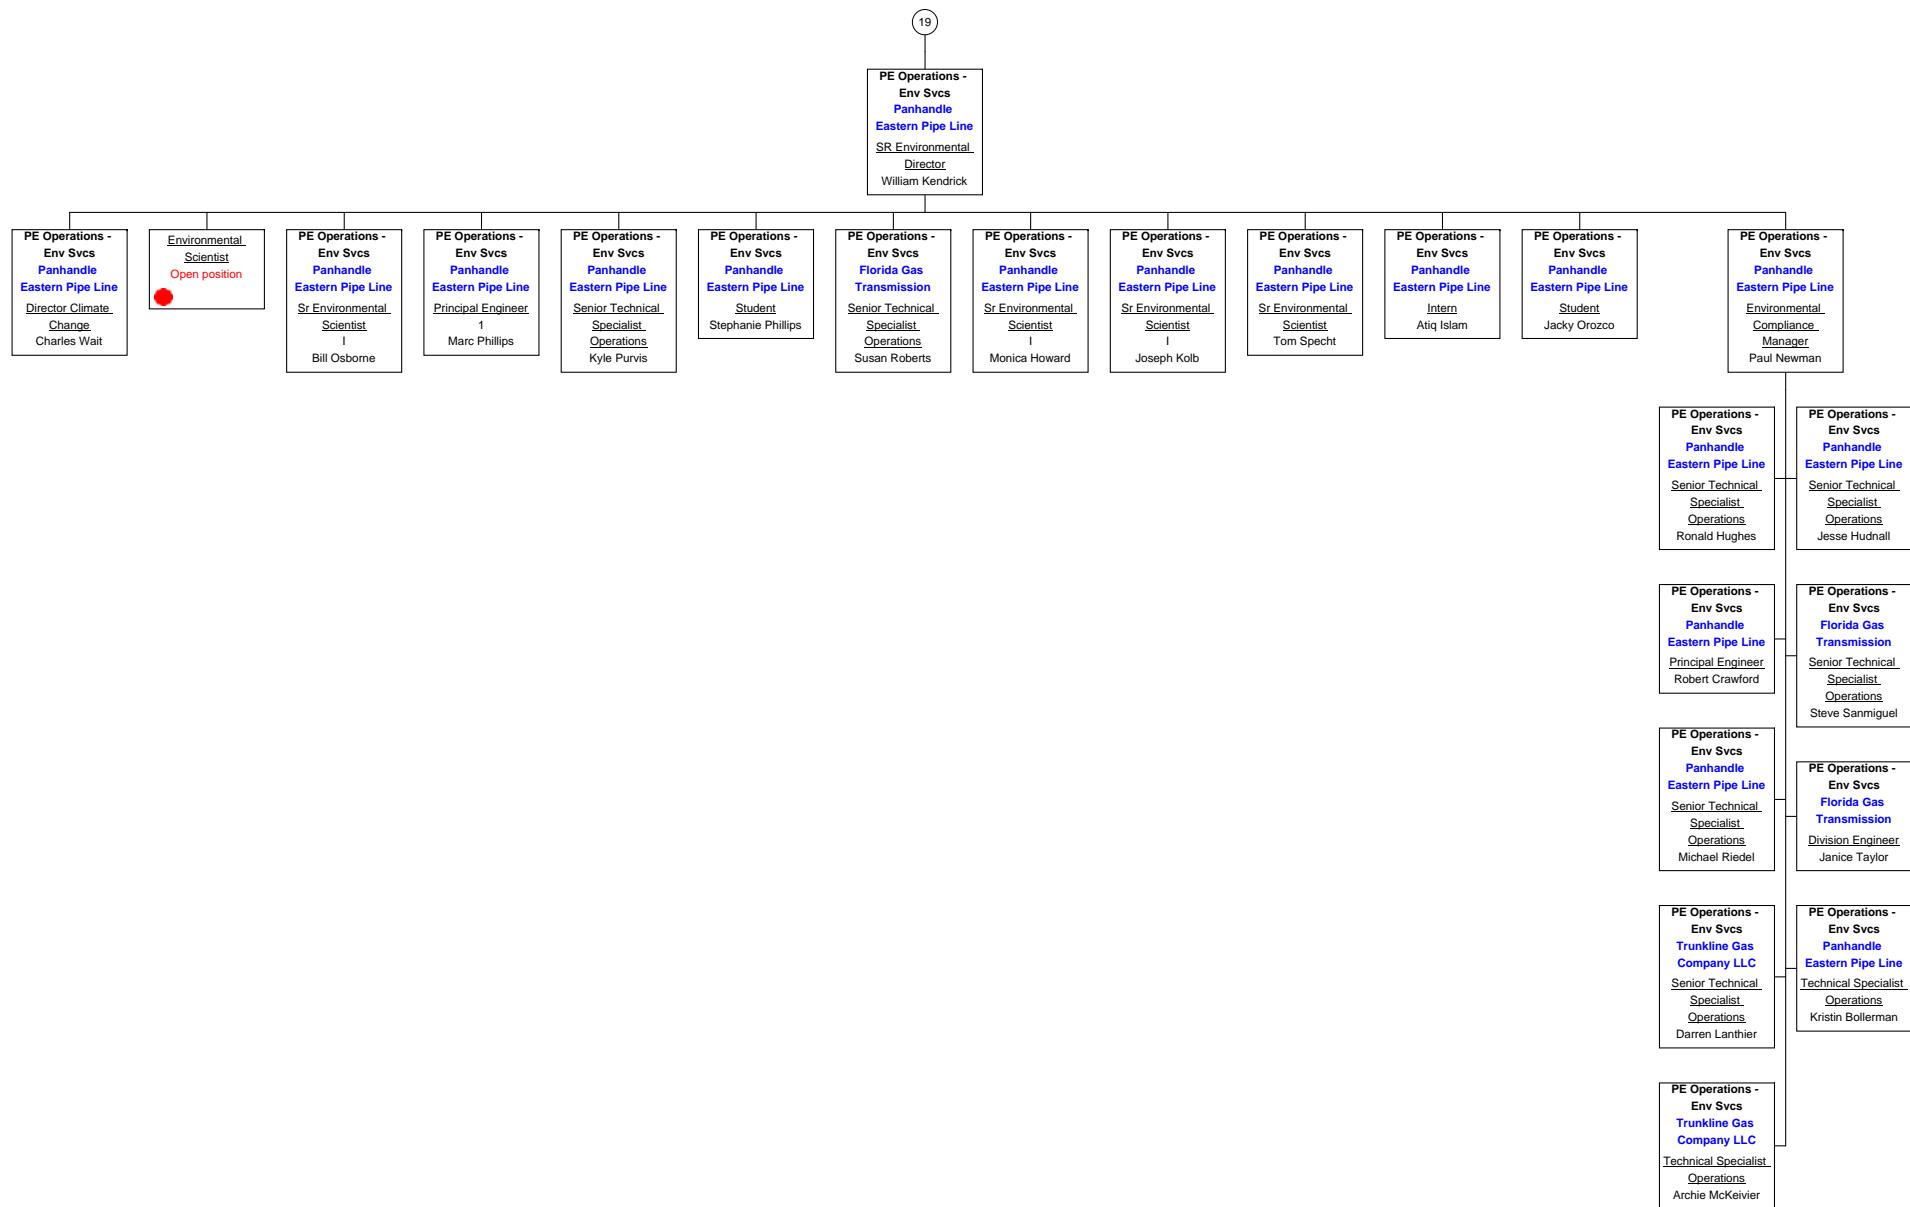 19
PE Operations -
Env Svcs
Panhandle
Eastern Pipe Line
SR Environmental
Director
William Kendrick
PE Operations -
Env Svcs
Panhandle
Eastern Pipe Line
Director Climate
Change
Charles Wait
Environmental
Scientist
Open position
PE Operations -
Env Svcs
Panhandle
Eastern Pipe Line
Sr Environmental
Scientist
I
Bill Osborne
PE Operations -
Env Svcs
Panhandle
Eastern Pipe Line
Principal Engineer
1
Marc Phillips
PE Operations -
Env Svcs
Panhandle
Eastern Pipe Line
Senior Technical
Specialist
Operations
Kyle Purvis
PE Operations -
Env Svcs
Panhandle
Eastern Pipe Line
Student
Stephanie Phillips
PE Operations -
Env Svcs
Florida Gas
Transmission
Senior Technical
Specialist
Operations
Susan Roberts
PE Operations -
Env Svcs
Panhandle
Eastern Pipe Line
Sr Environmental
Scientist
I
Monica Howard
PE Operations -
Env Svcs
Panhandle
Eastern Pipe Line
Sr Environmental
Scientist
I
Joseph Kolb
PE Operations -
Env Svcs
Panhandle
Eastern Pipe Line
Sr Environmental
Scientist
Tom Specht
PE Operations -
Env Svcs
Panhandle
Eastern Pipe Line
Intern
Atiq Islam
PE Operations -
Env Svcs
Panhandle
Eastern Pipe Line
Student
Jacky Orozco
PE Operations -
Env Svcs
Panhandle
Eastern Pipe Line
Environmental
Compliance
Manager
Paul Newman
PE Operations -
Env Svcs
Panhandle
Eastern Pipe Line
Senior Technical
Specialist
Operations
Ronald Hughes
PE Operations -
Env Svcs
Panhandle
Eastern Pipe Line
Senior Technical
Specialist
Operations
Jesse Hudnall
PE Operations -
Env Svcs
Panhandle
Eastern Pipe Line
Principal Engineer
Robert Crawford
PE Operations -
Env Svcs
Florida Gas
Transmission
Senior Technical
Specialist
Operations
Steve Sanmiguel
PE Operations -
Env Svcs
Panhandle
Eastern Pipe Line
Senior Technical
Specialist
Operations
Michael Riedel
PE Operations -
Env Svcs
Florida Gas
Transmission
Division Engineer
Janice Taylor
PE Operations -
Env Svcs
Trunkline Gas
Company LLC
Senior Technical
Specialist
Operations
Darren Lanthier
PE Operations -
Env Svcs
Panhandle
Eastern Pipe Line
Technical Specialist
Operations
Kristin Bollerman
PE Operations -
Env Svcs
Trunkline Gas
Company LLC
Technical Specialist
Operations
Archie McKeivier